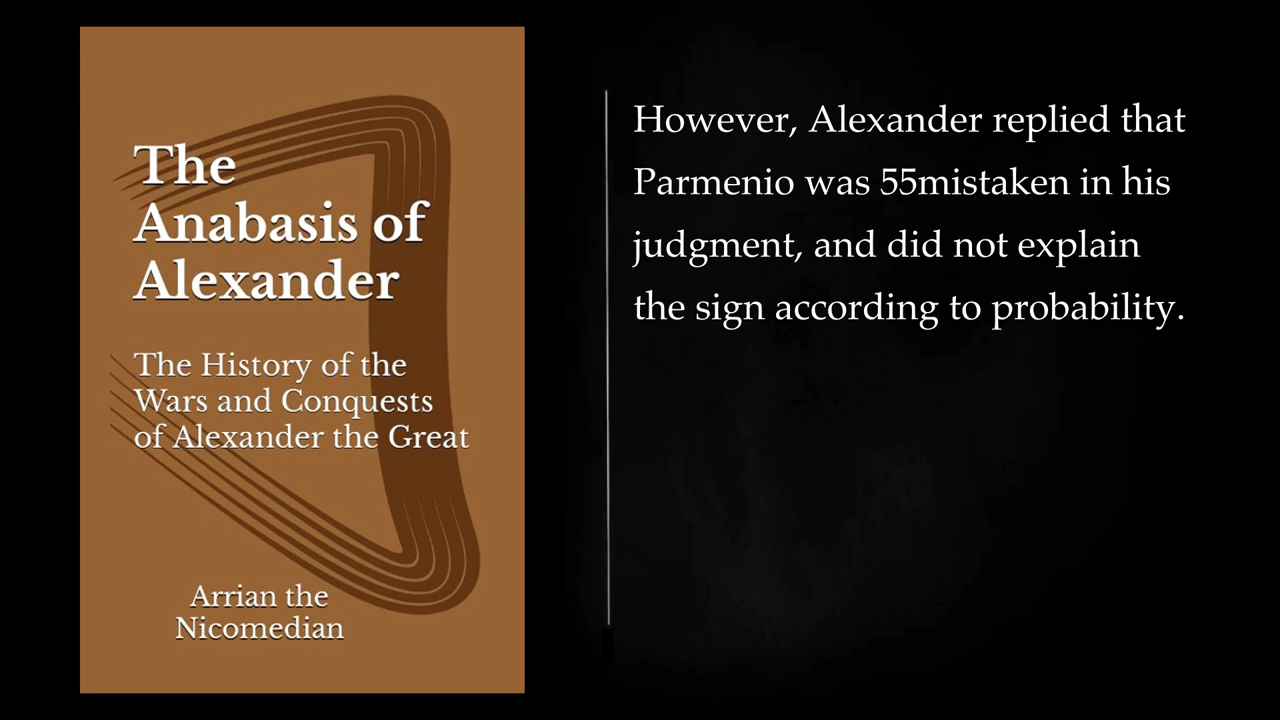 The
Anabasis of
Alexander
The History of the
Wars and Conquests
of Alexander the Great
Arrian the
Nicomedian
However, Alexander replied that
Parmenio was 55mistaken in his
judgment, and did not explain
the sign according to probability.